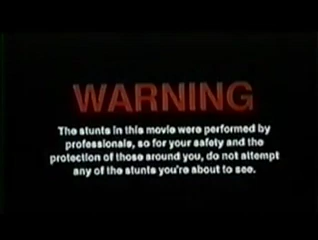 WARNING
The stunts in this movie were performed by
professionals, so for your safety and the
protection of those around you, do not attempt
any of the stunts you're about to see.